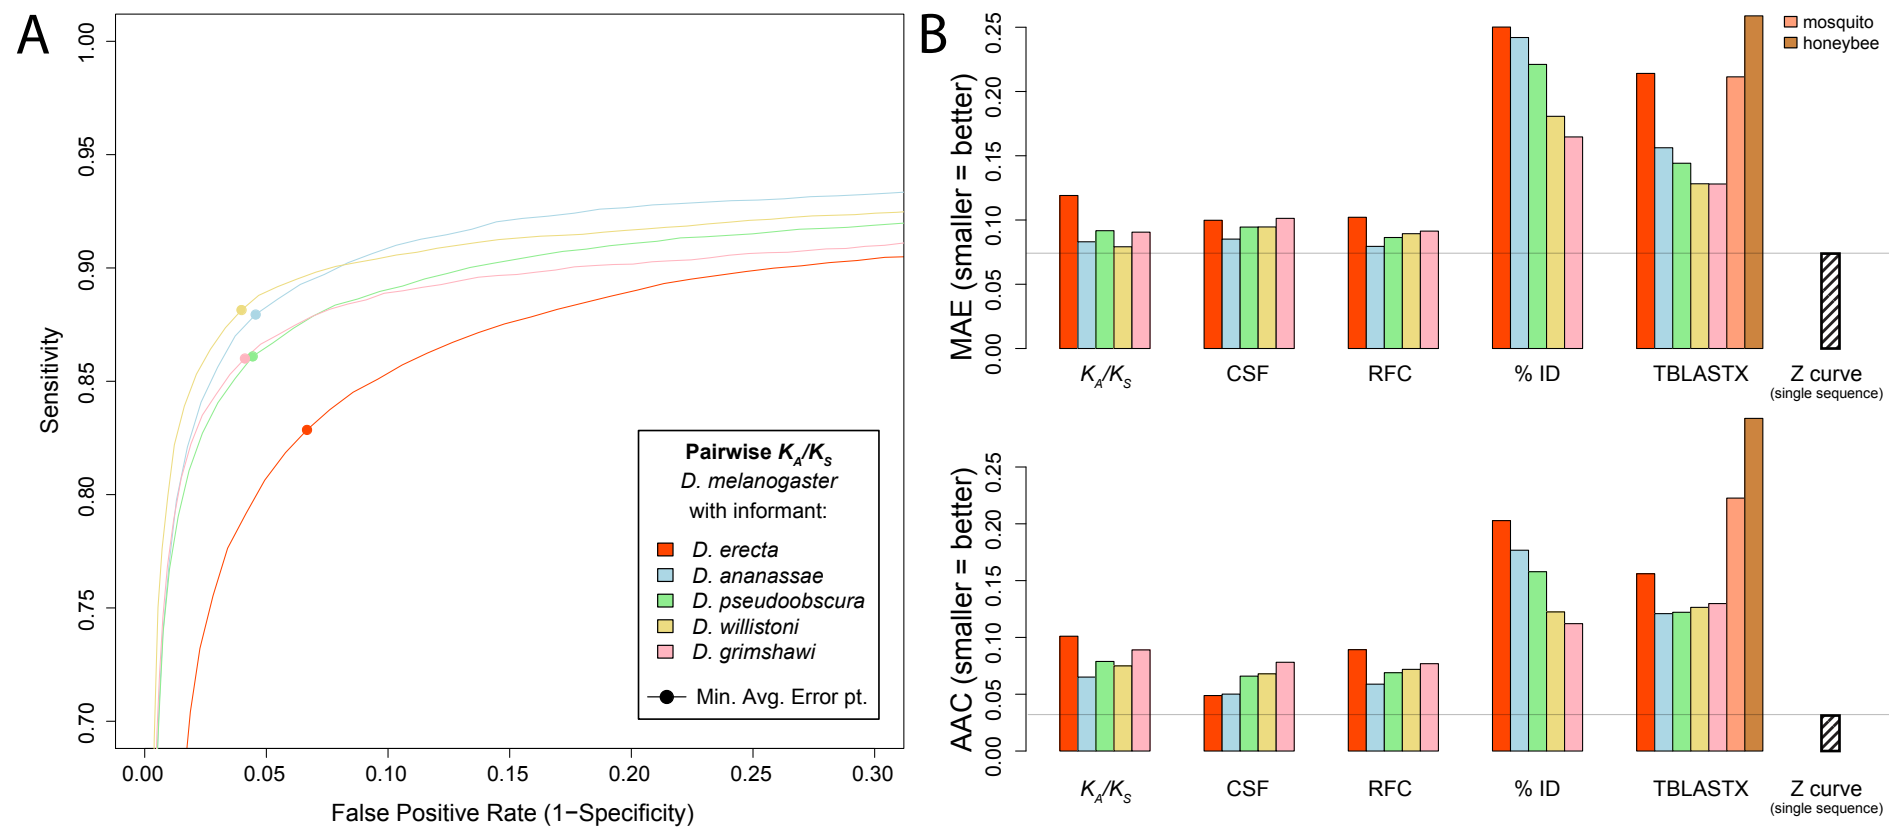 A
1.00
0.95
0.90
0.85
0.80
0.75
0.70
Sensitivity
0.00
0.05
0.10
0.15
0.20
0.25
0.30
False Positive Rate (1−Specificity)
Pairwise KA/KS
D. melanogaster
with informant:
D. erecta
D. ananassae
D. pseudoobscura
D. willistoni
D. grimshawi
Min. Avg. Error pt.
B
mosquito
honeybee
MAE (smaller = better)
0.25
0.20
0.15
0.10
0.05
0.00
KA/KS
CSF
RFC
% ID
TBLASTX
Z curve
(single sequence)
AAC (smaller = better)
0.25
0.20
0.15
0.10
0.05
0.00
KA/KS
CSF
RFC
% ID
TBLASTX
Z curve
(single sequence)